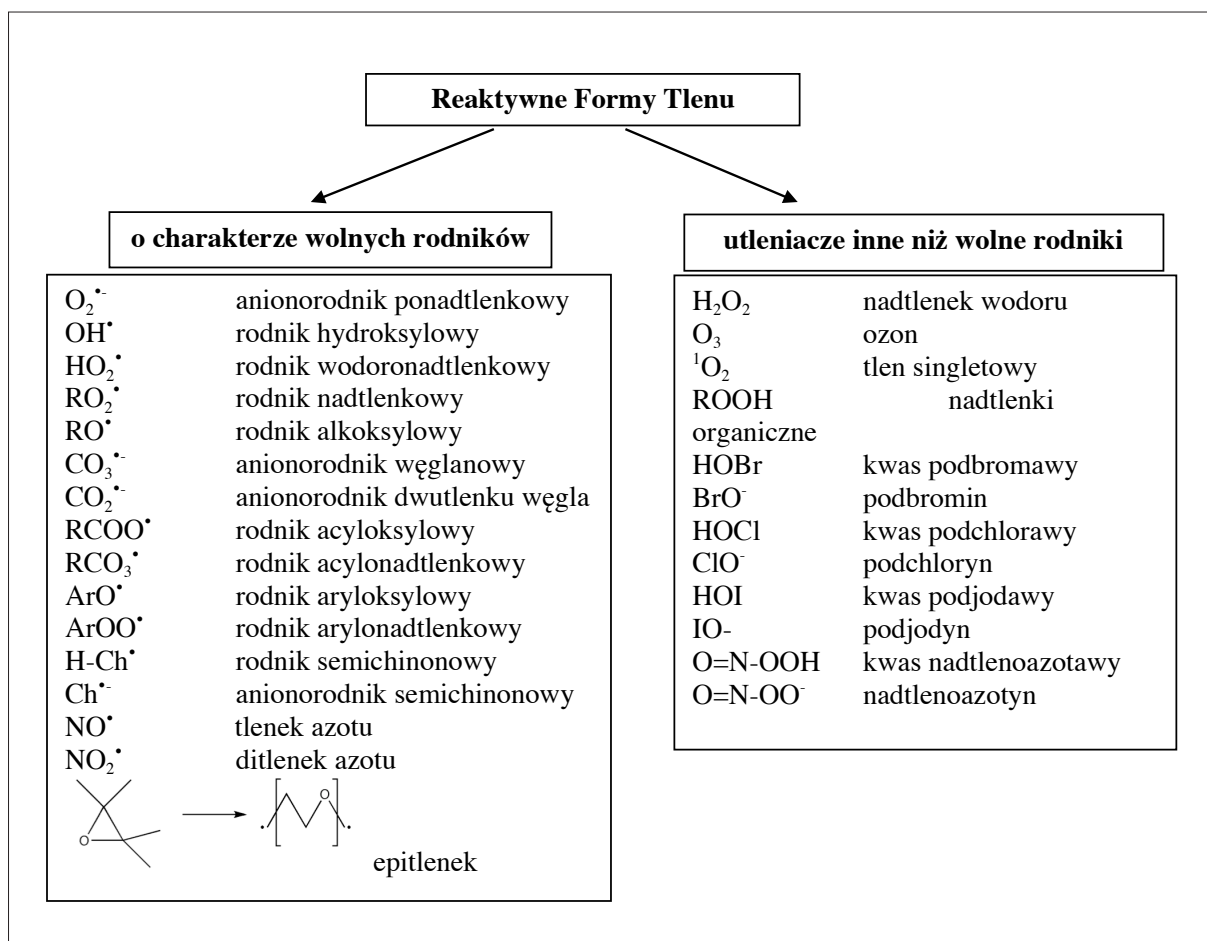 Reaktywne Formy Tlenu
o charakterze wolnych rodników
O₂•⁻ anionorodnik ponadtlenkowy
OH• rodnik hydroksylowy
HO₂• rodnik wodoronadtlenkowy
RO₂• rodnik nadtlenkowy
RO• rodnik alkoksylowy
CO₃•⁻ anionorodnik węglanowy
CO₂•⁻ anionorodnik dwutlenku węgla
RCOO• rodnik acyloksylowy
RCO₃• rodnik acylonadtlenkowy
ArO• rodnik aryloksylowy
ArOO• rodnik arylonadtlenkowy
H-Ch• rodnik semichinonowy
Ch•⁻ anionorodnik semichinonowy
NO• tlenek azotu
NO₂• ditlenek azotu
O O
epitlenek
utleniacze inne niż wolne rodniki
H₂O₂ nadtlenek wodoru
O₃ ozon
¹O₂ tlen singletowy
ROOH nadtlenki
organiczne
HOBr kwas podbromawy
BrO⁻ podbromin
HOCl kwas podchlorawy
ClO⁻ podchloryn
HOI kwas podjodawy
IO- podjodyn
O=N-OOH kwas nadtlenoazotawy
O=N-OO⁻ nadtlenoazotyn